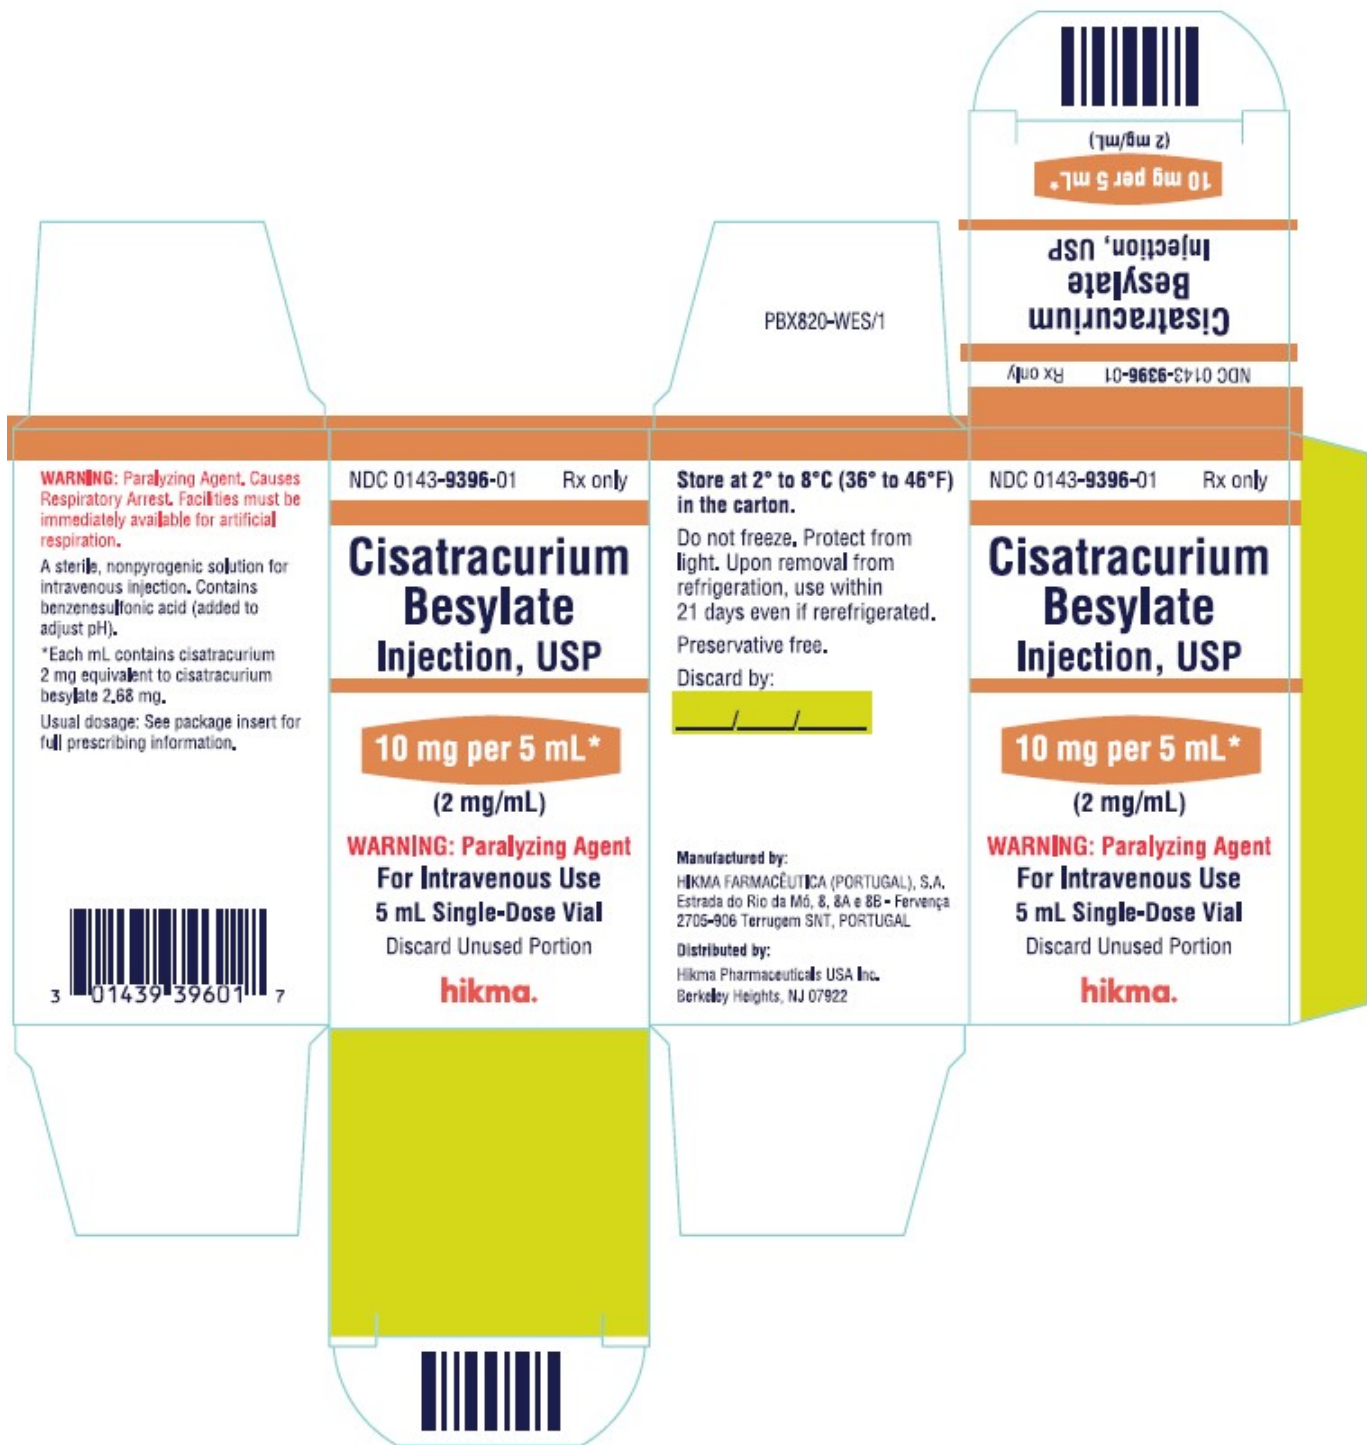 (2 mg/mL)
10 mg per 5 mL*
Injection, USP
Besylate
Cisatracurium
NDC 0143-9396-01 Rx only
PBX820-WES/1
WARNING: Paralyzing Agent. Causes
Respiratory Arrest. Facilities must be
immediately available for artificial
respiration.
A sterile, nonpyrogenic solution for
intravenous injection. Contains
benzenesulfonic acid (added to
adjust pH).
*Each mL contains cisatracurium
2 mg equivalent to cisatracurium
besylate 2.68 mg.
Usual dosage: See package insert for
full prescribing information.
3 01439 39601 7
NDC 0143-9396-01 Rx only
Cisatracurium
Besylate
Injection, USP
10 mg per 5 mL*
(2 mg/mL)
WARNING: Paralyzing Agent
For Intravenous Use
5 mL Single-Dose Vial
Discard Unused Portion
hikma.
Store at 2° to 8°C (36° to 46°F)
in the carton.
Do not freeze. Protect from
light. Upon removal from
refrigeration, use within
21 days even if rerefrigerated.
Preservative free.
Discard by:
____/____/____
Manufactured by:
HIKMA FARMACÊUTICA (PORTUGAL), S.A.
Estrada do Rio da Mó, 8, 8A e 8B - Fervença
2705-906 Terrugem SNT, PORTUGAL
Distributed by:
Hikma Pharmaceuticals USA Inc.
Berkeley Heights, NJ 07922
NDC 0143-9396-01 Rx only
Cisatracurium
Besylate
Injection, USP
10 mg per 5 mL*
(2 mg/mL)
WARNING: Paralyzing Agent
For Intravenous Use
5 mL Single-Dose Vial
Discard Unused Portion
hikma.